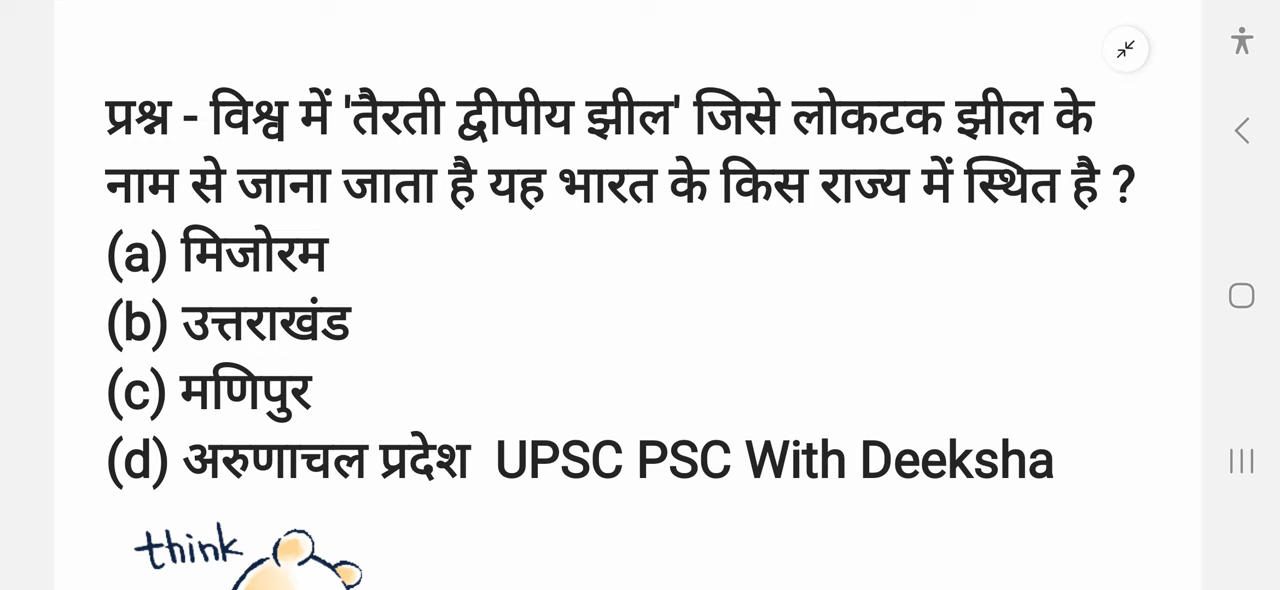 प्रश्न - विश्व में 'तैरती द्वीपीय झील' जिसे लोकटक झील के
नाम से जाना जाता है यह भारत के किस राज्य में स्थित है ?
(a) मिजोरम
(b) उत्तराखंड
(c) मणिपुर
(d) अरुणाचल प्रदेश UPSC PSC With Deeksha
think